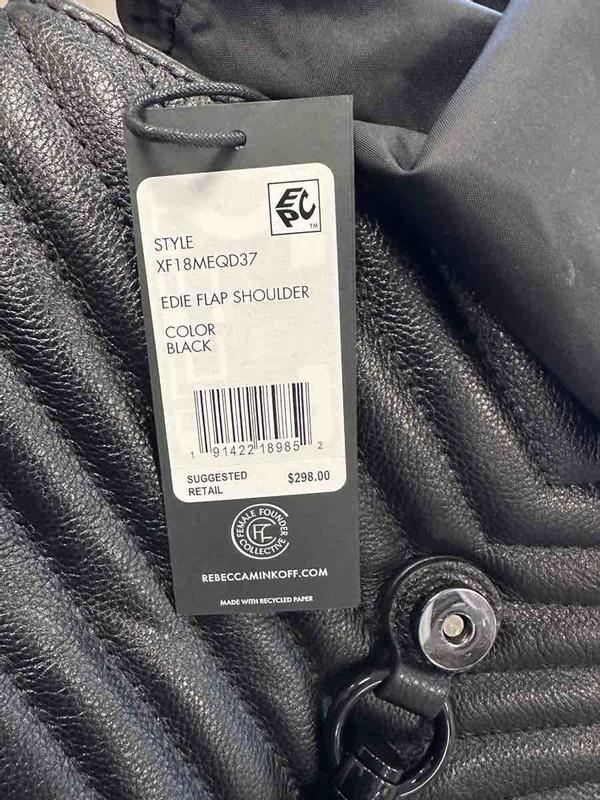 EPC
TM
STYLE
XF18MEQD37
EDIE FLAP SHOULDER
COLOR
BLACK
1 91422 18985 2
SUGGESTED RETAIL $298.00
FEMALE FOUNDER COLLECTIVE
FFC
REBECCAMINKOFF.COM
MADE WITH RECYCLED PAPER